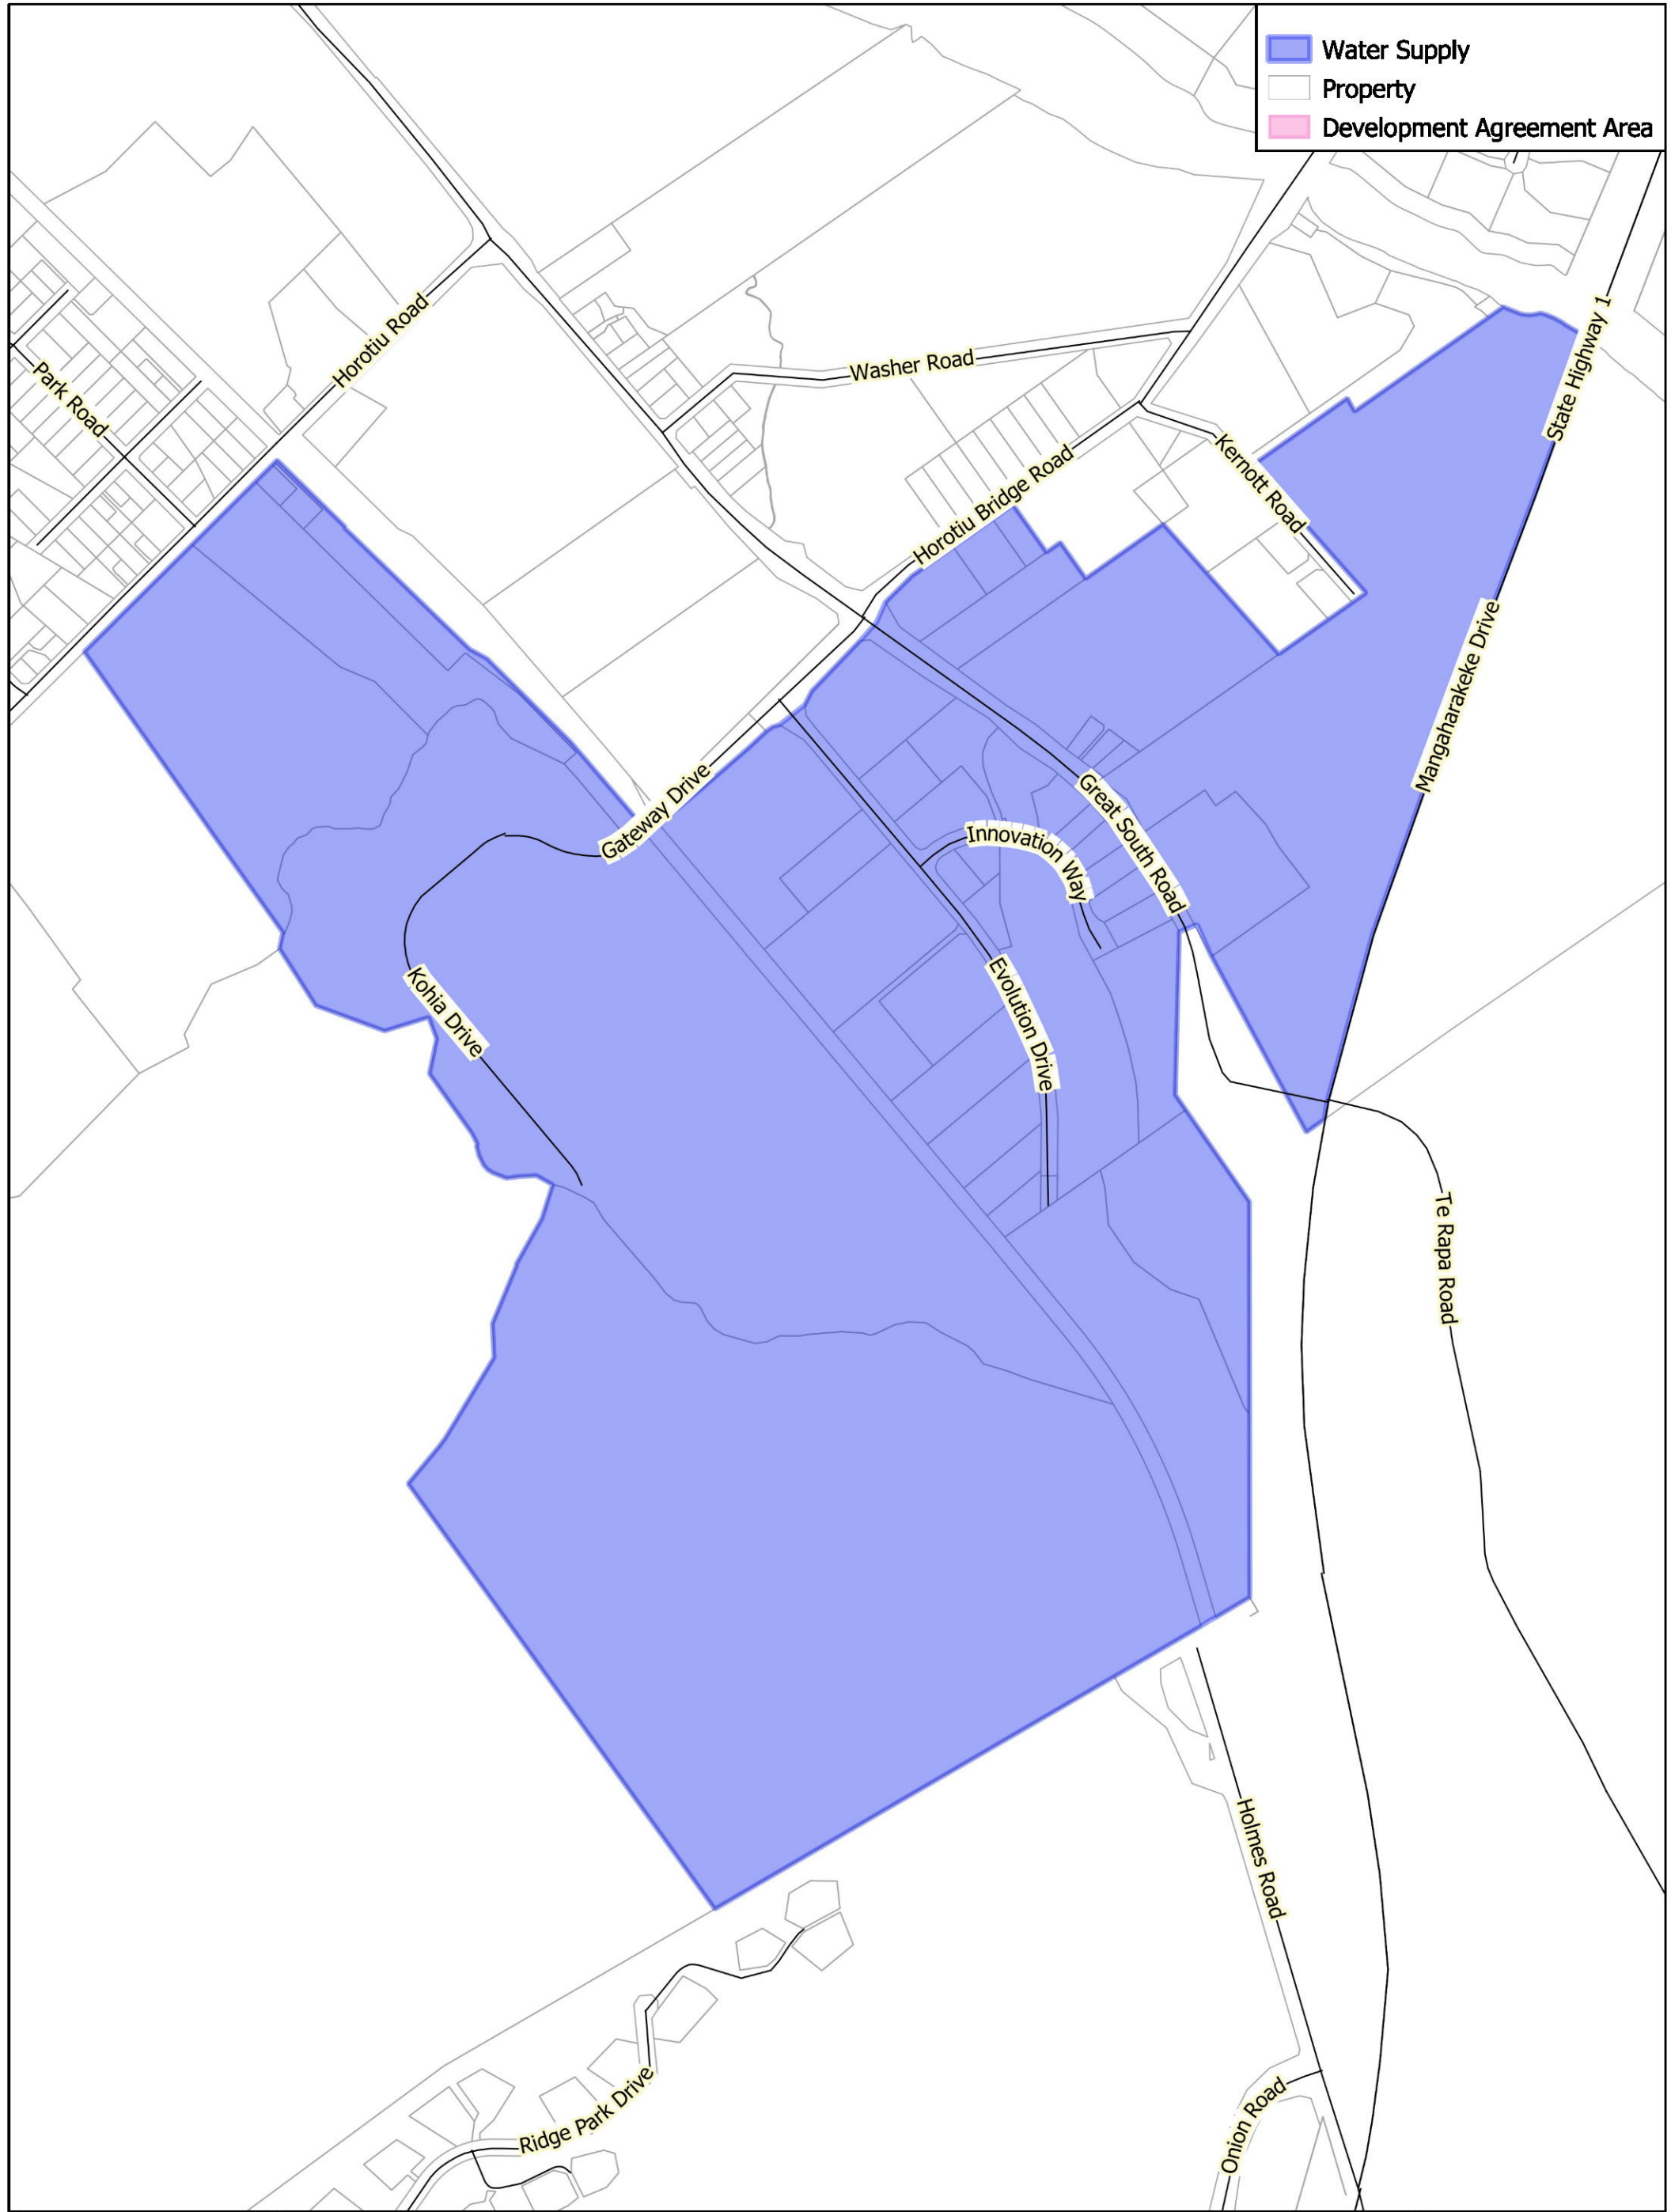 Water Supply
Property
Development Agreement Area
State Highway 1
Horotiu Road
Washer Road
Park Road
Kernott Road
Horotiu Bridge Road
Mangaharakeke Drive
Gateway Drive
Great South Road
Innovation Way
Kohia Drive
Evolution Drive
Te Rapa Road
Holmes Road
Ridge Park Drive
Onion Road